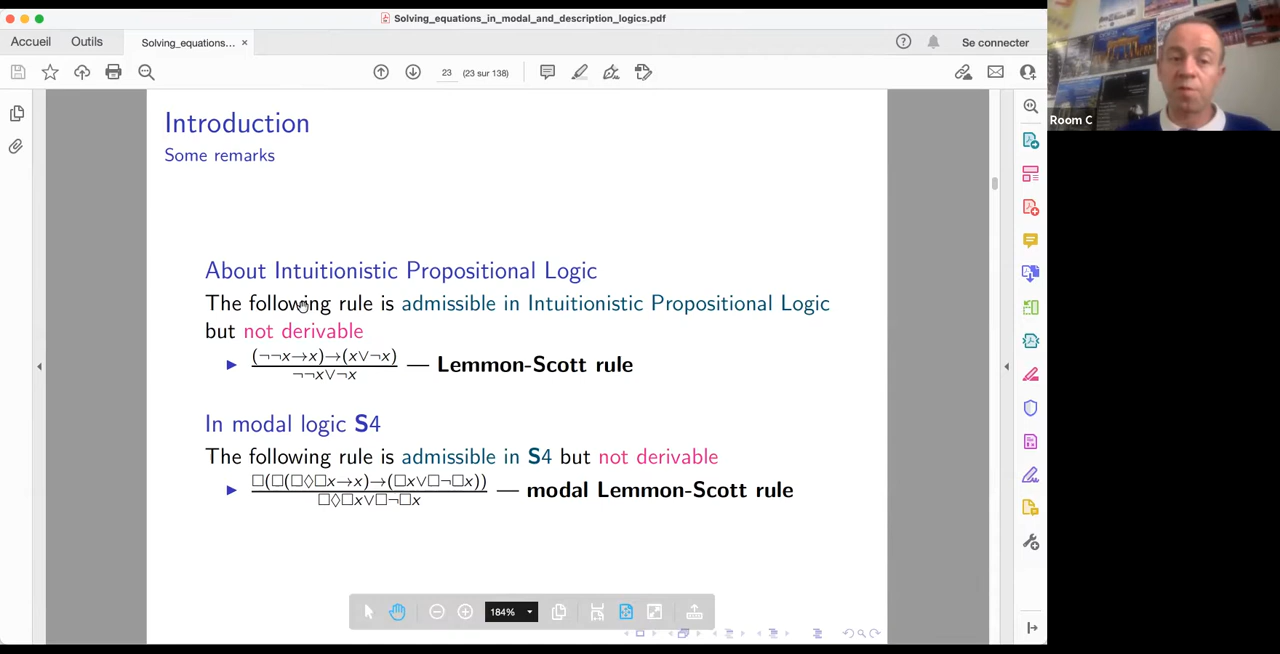 Solving_equations_in_modal_and_description_logics.pdf
Accueil Outils Solving_equations... × Se connecter
23 (23 sur 138)
Room C
Introduction
Some remarks
About Intuitionistic Propositional Logic
The following rule is admissible in Intuitionistic Propositional Logic
but not derivable
(¬¬x→x)→(x∨¬x)
¬¬x∨¬x
— Lemmon-Scott rule
In modal logic S4
The following rule is admissible in S4 but not derivable
□(□(□◊□x→x)→(□x∨□¬□x))
□◊□x∨□¬□x
— modal Lemmon-Scott rule
184%